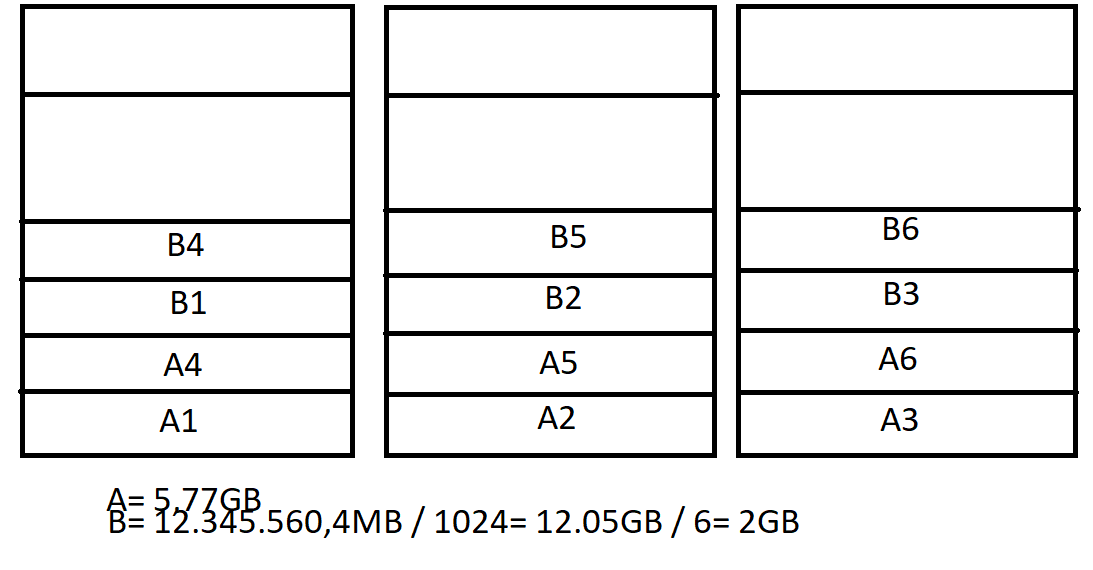 B4 B5 B6
B1 B2 B3
A4 A5 A6
A1 A2 A3
A= 5,77GB
B= 12.345.560,4MB / 1024= 12.05GB / 6= 2GB